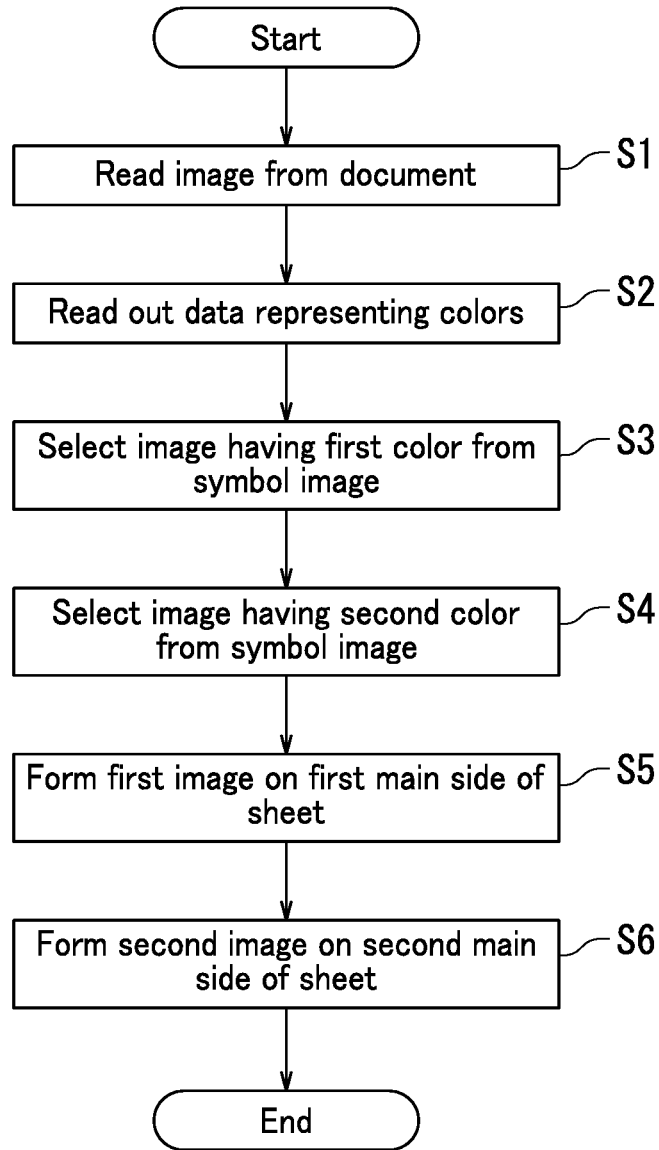 Start
S1
Read image from document
S2
Read out data representing colors
S3
Select image having first color from
symbol image
S4
Select image having second color
from symbol image
S5
Form first image on first main side of
sheet
S6
Form second image on second main
side of sheet
End